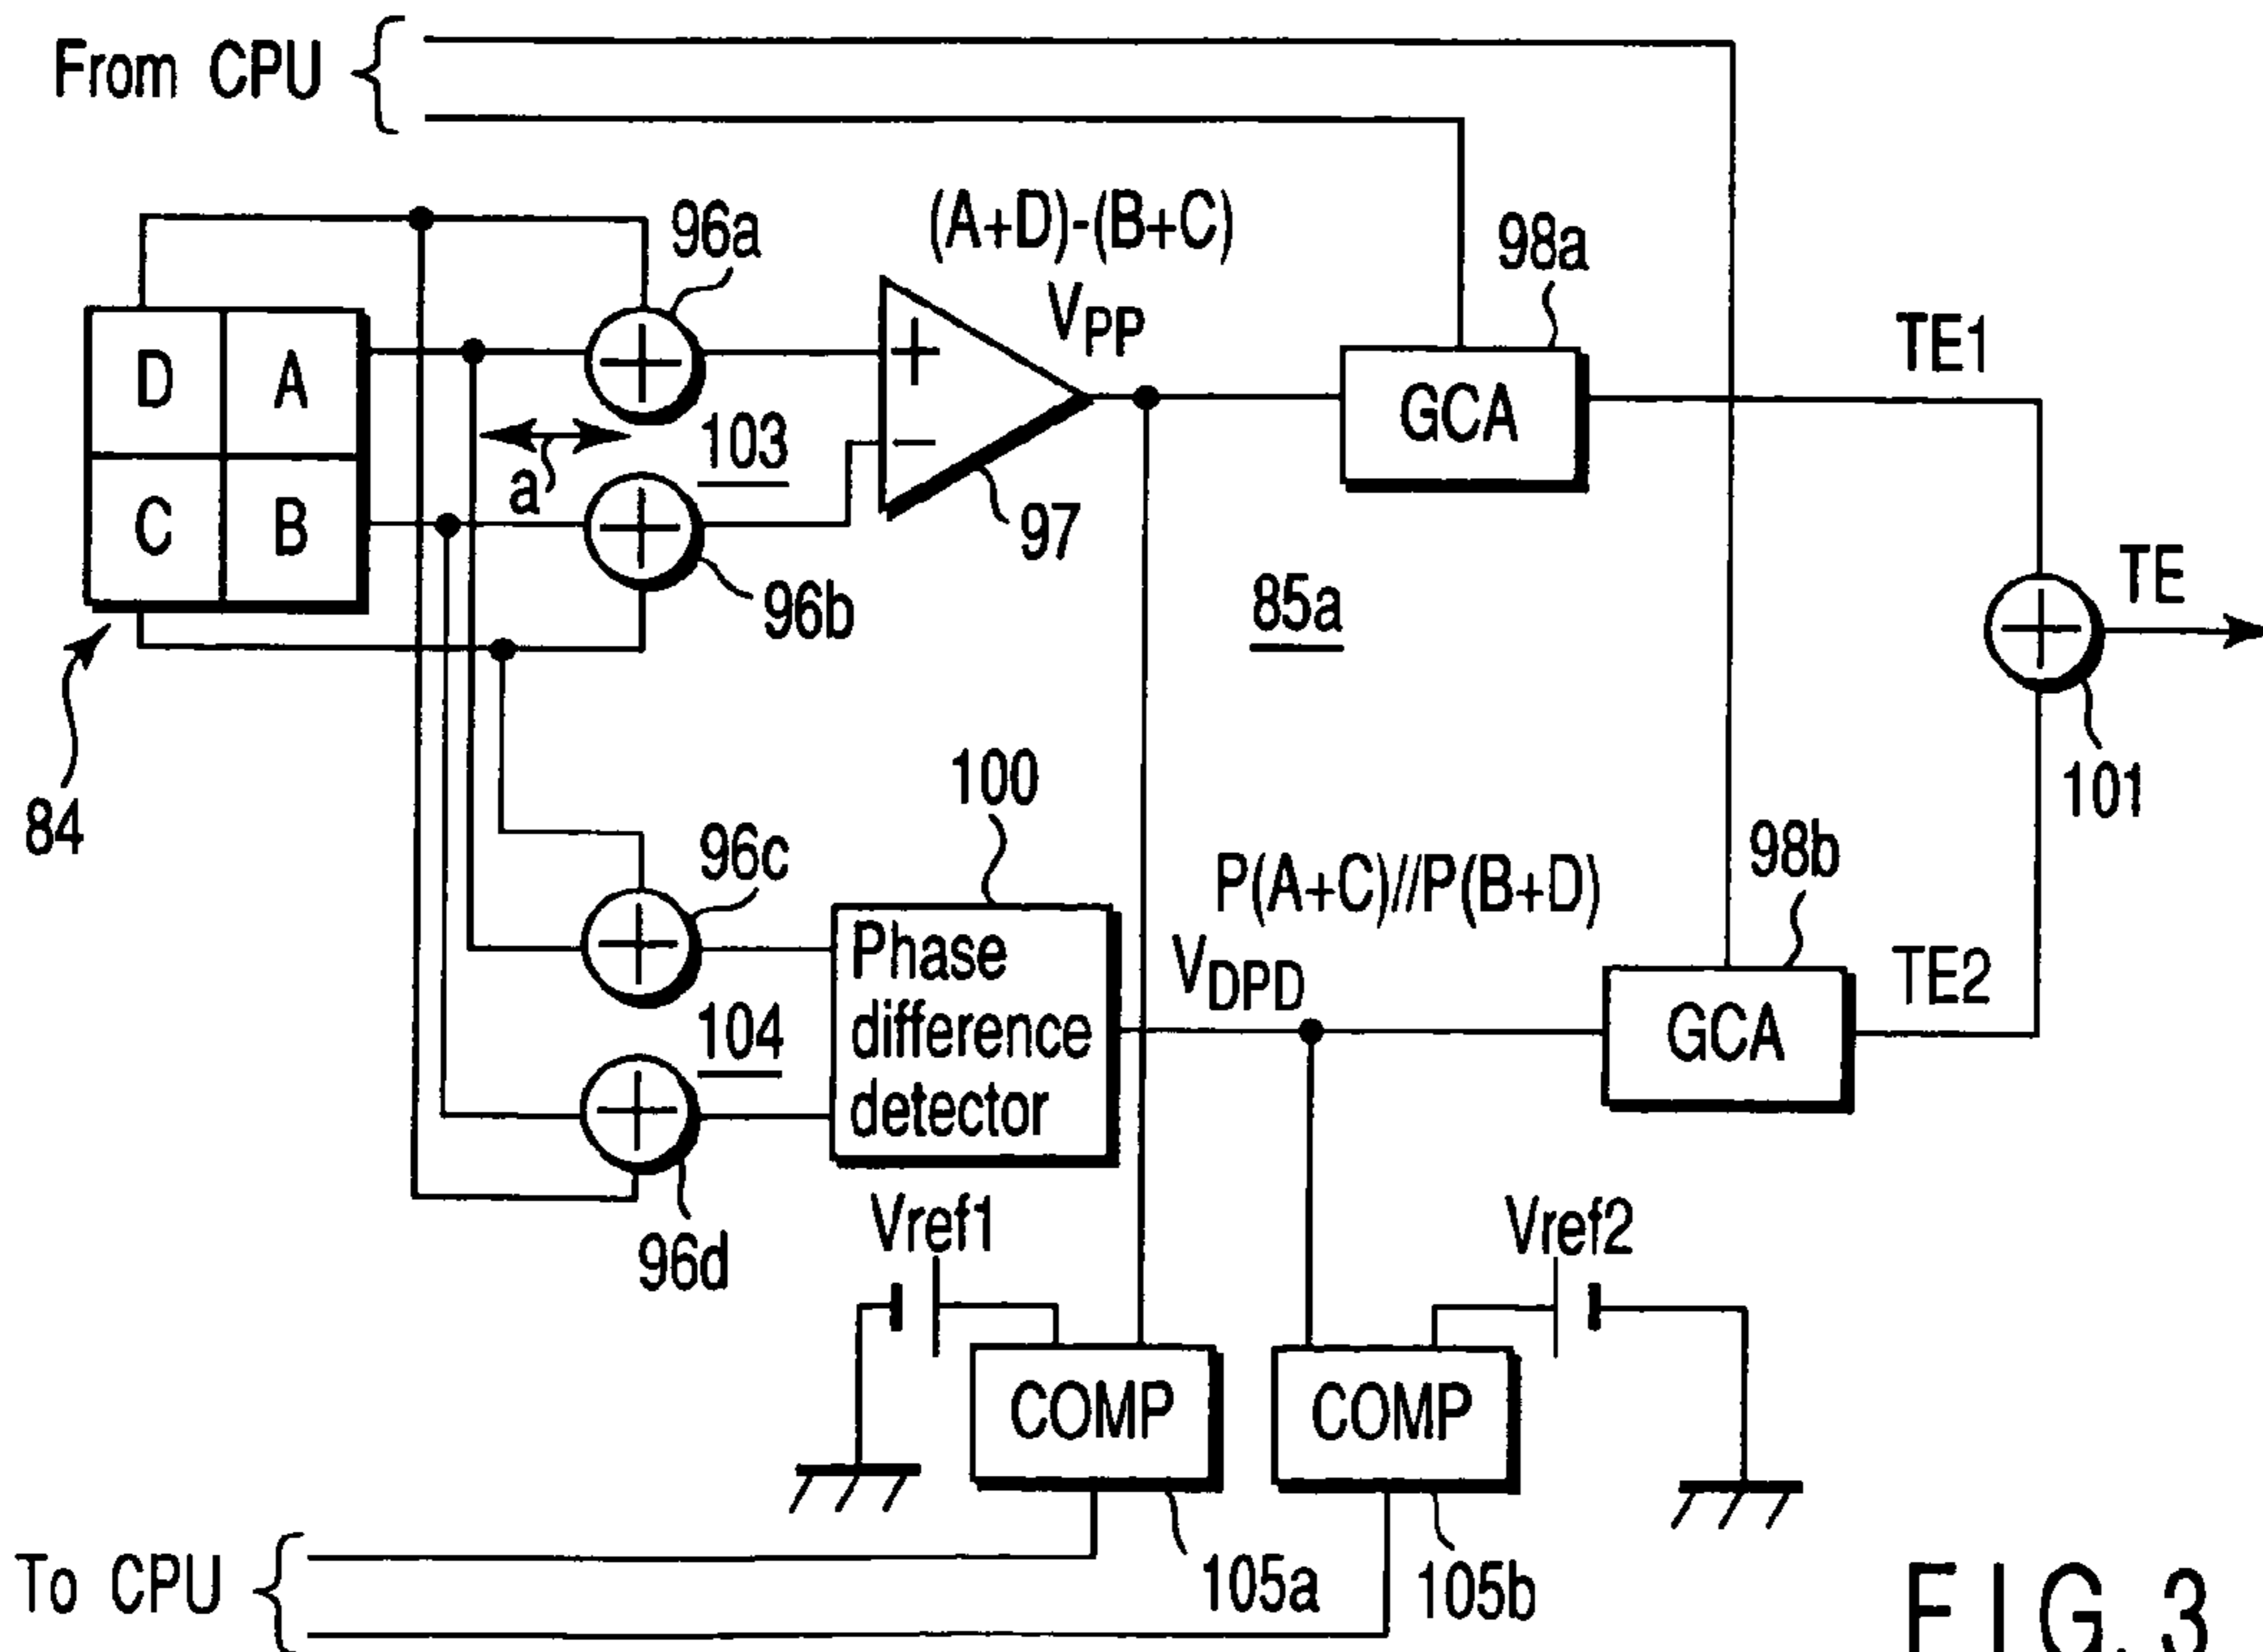 From CPU
96a
(A+D)-(B+C)
VPP
98a
TE1
D
A
GCA
103
a
C
B
97
TE
96b
85a
84
100
101
96c
P(A+C)//P(B+D)
98b
VDPD
TE2
Phase
difference
detector
104
GCA
Vref1
Vref2
96d
COMP
COMP
To CPU
105a
105b
FIG. 3